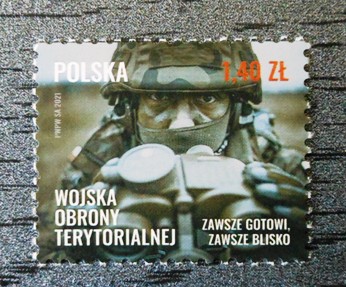 POLSKA
1,40 ZŁ
PWPW SA 2021
WOJSKA
OBRONY
TERYTORIALNEJ
ZAWSZE GOTOWI,
ZAWSZE BLISKO